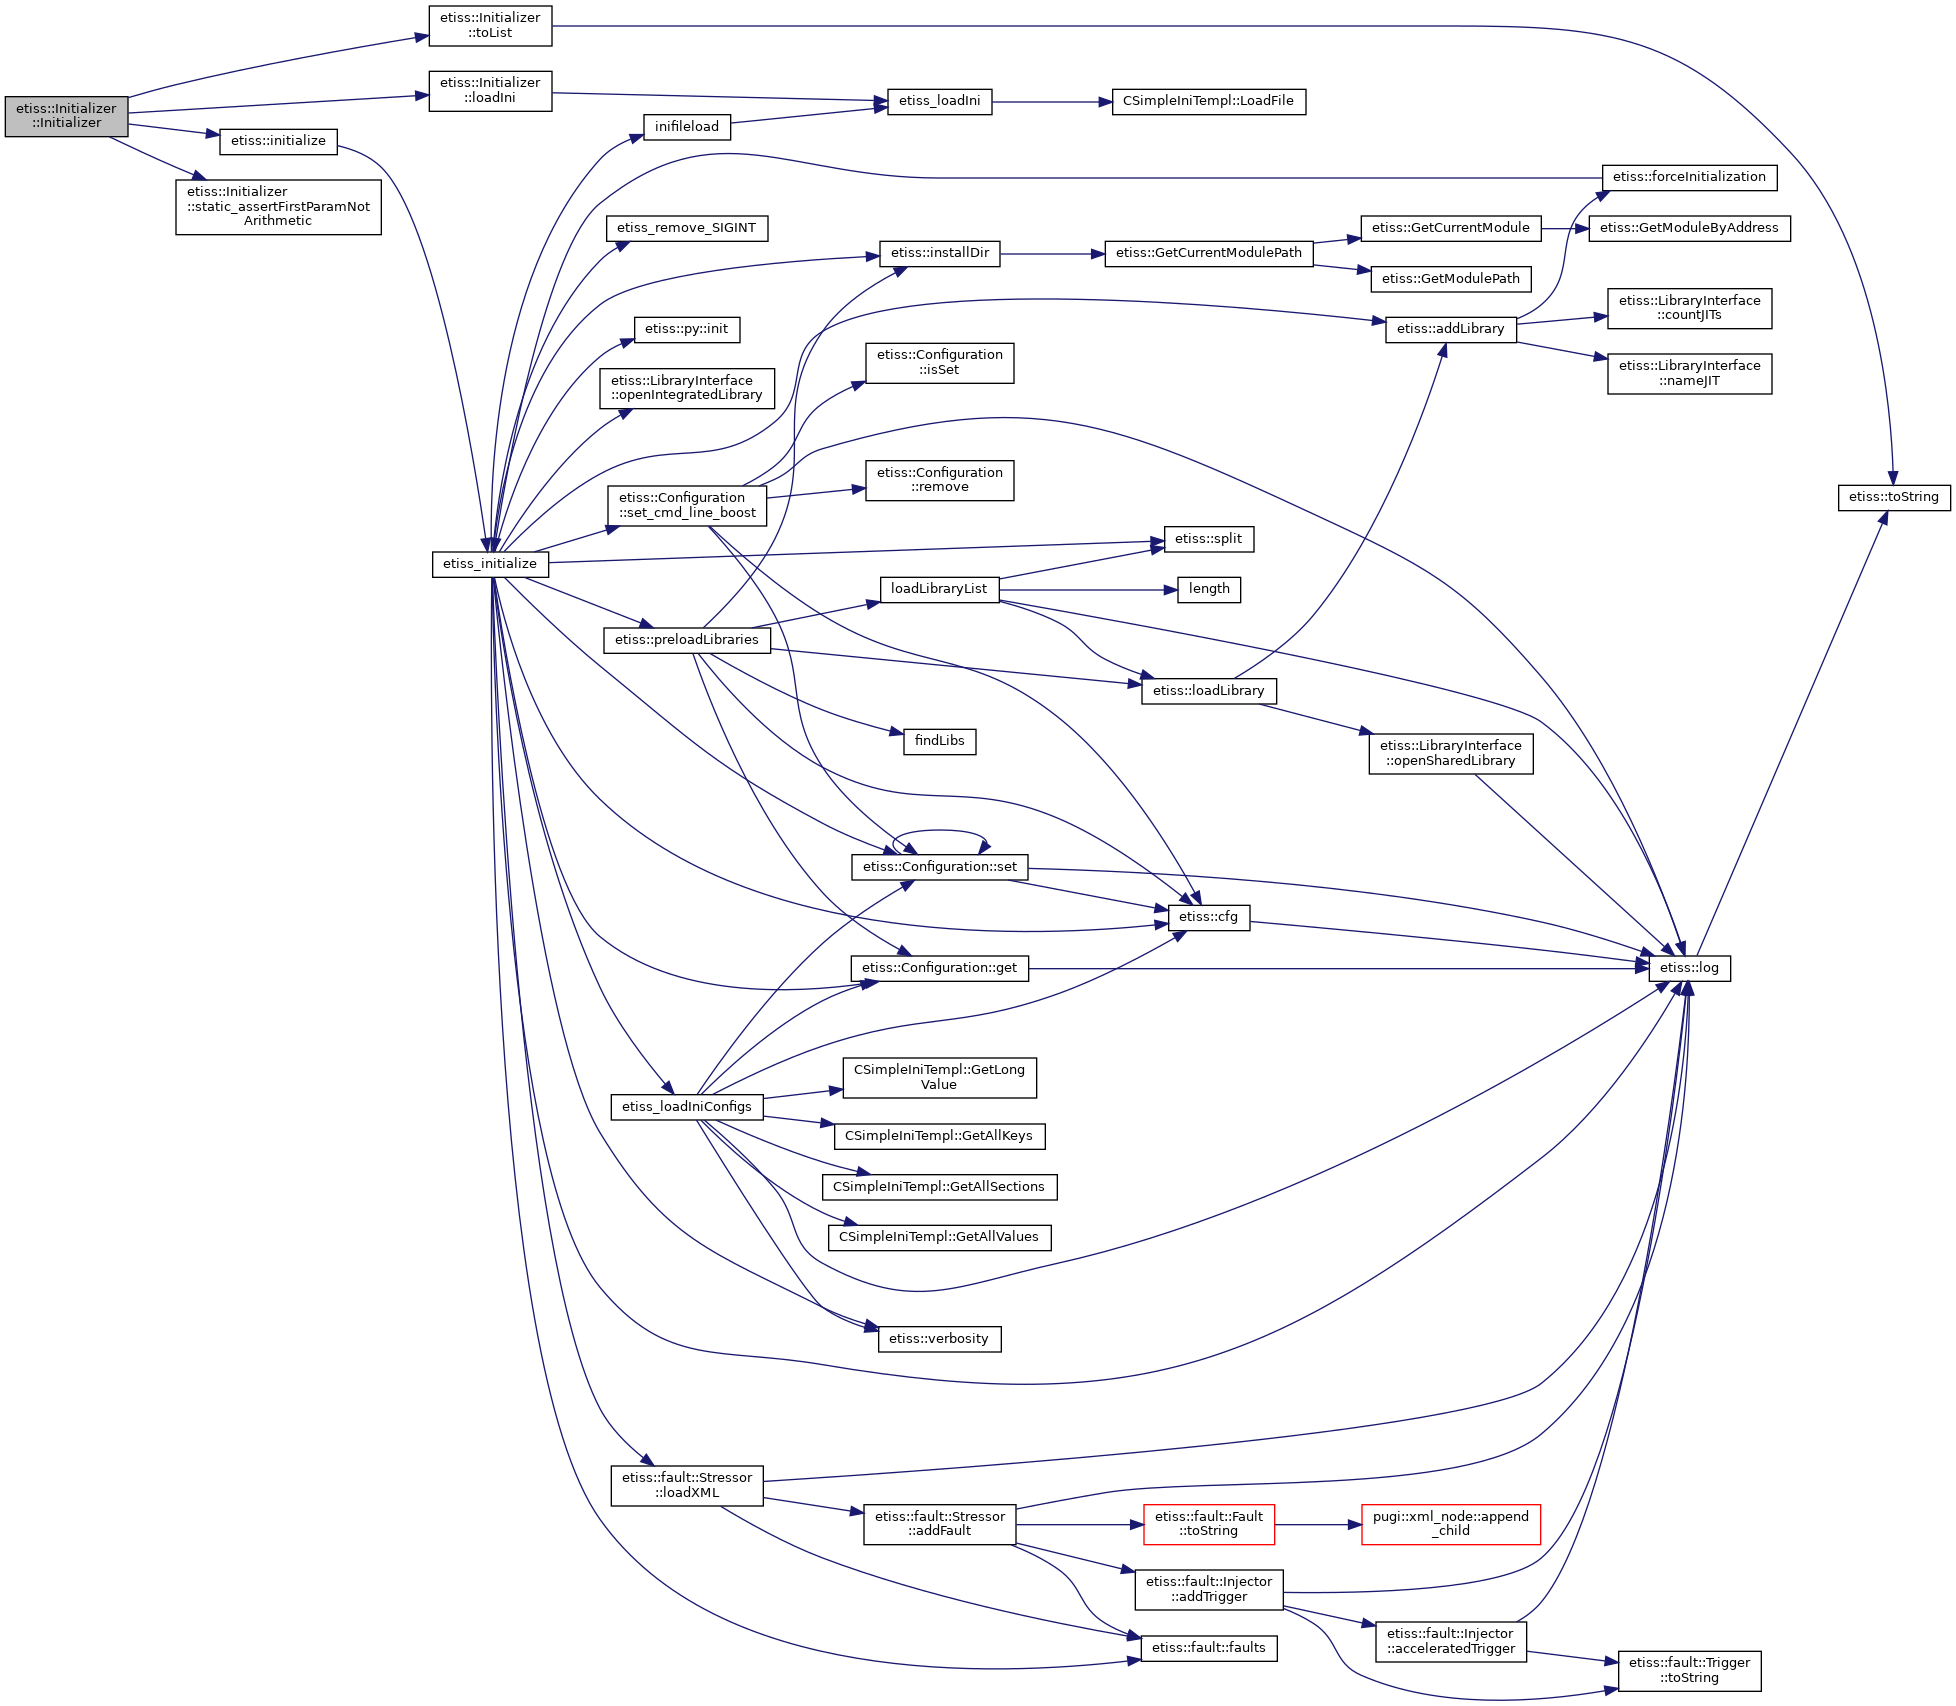 etiss::Initializer
::toList
etiss::Initializer
::loadIni
etiss::Initializer
::Initializer
etiss_loadIni
CSimpleIniTempl::LoadFile
inifileload
etiss::initialize
etiss::forceInitialization
etiss::Initializer
::static_assertFirstParamNot
Arithmetic
etiss_remove_SIGINT
etiss::GetCurrentModule
etiss::GetModuleByAddress
etiss::installDir
etiss::GetCurrentModulePath
etiss::GetModulePath
etiss::LibraryInterface
::countJITs
etiss::py::init
etiss::addLibrary
etiss::Configuration
::isSet
etiss::LibraryInterface
::nameJIT
etiss::LibraryInterface
::openIntegratedLibrary
etiss::Configuration
::remove
etiss::Configuration
::set_cmd_line_boost
etiss::toString
etiss::split
etiss_initialize
loadLibraryList
length
etiss::preloadLibraries
etiss::loadLibrary
findLibs
etiss::LibraryInterface
::openSharedLibrary
etiss::Configuration::set
etiss::cfg
etiss::Configuration::get
etiss::log
CSimpleIniTempl::GetLong
Value
etiss_loadIniConfigs
CSimpleIniTempl::GetAllKeys
CSimpleIniTempl::GetAllSections
CSimpleIniTempl::GetAllValues
etiss::verbosity
etiss::fault::Stressor
::loadXML
etiss::fault::Stressor
::addFault
etiss::fault::Fault
::toString
pugi::xml_node::append
_child
etiss::fault::Injector
::addTrigger
etiss::fault::Injector
::acceleratedTrigger
etiss::fault::faults
etiss::fault::Trigger
::toString